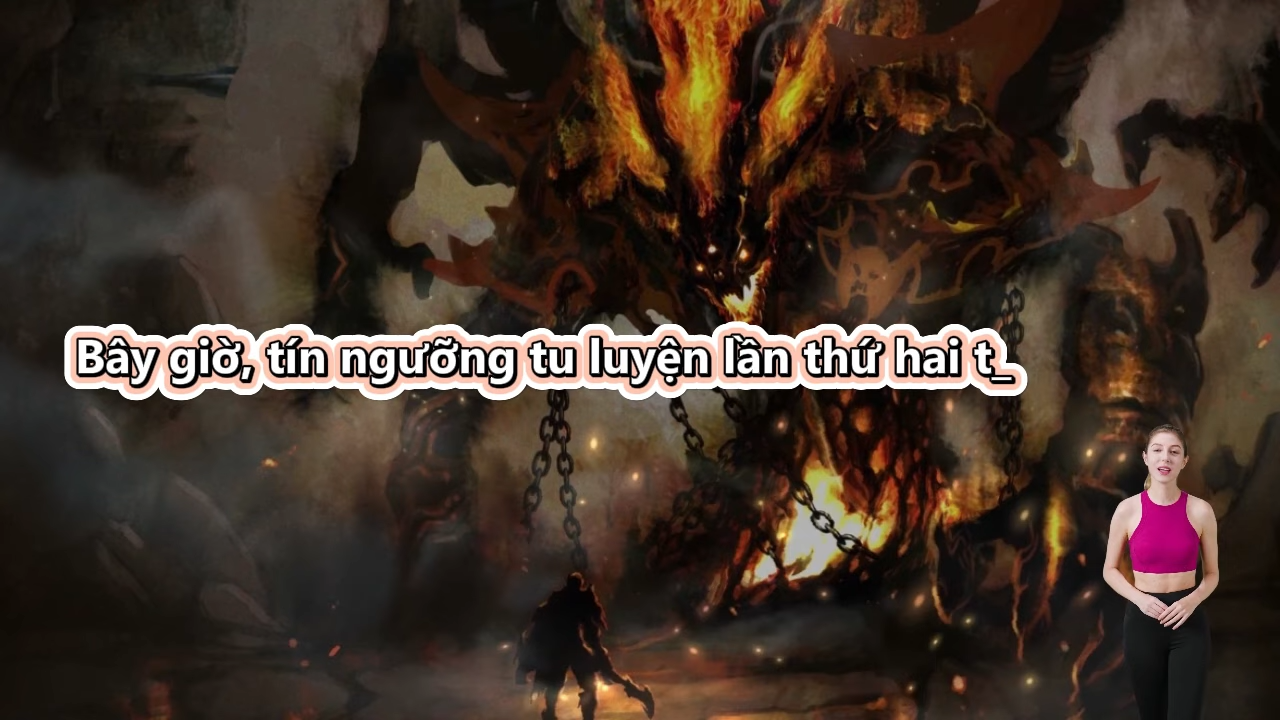 Bây giờ, tín ngưỡng tu luyện lần thứ hai t_